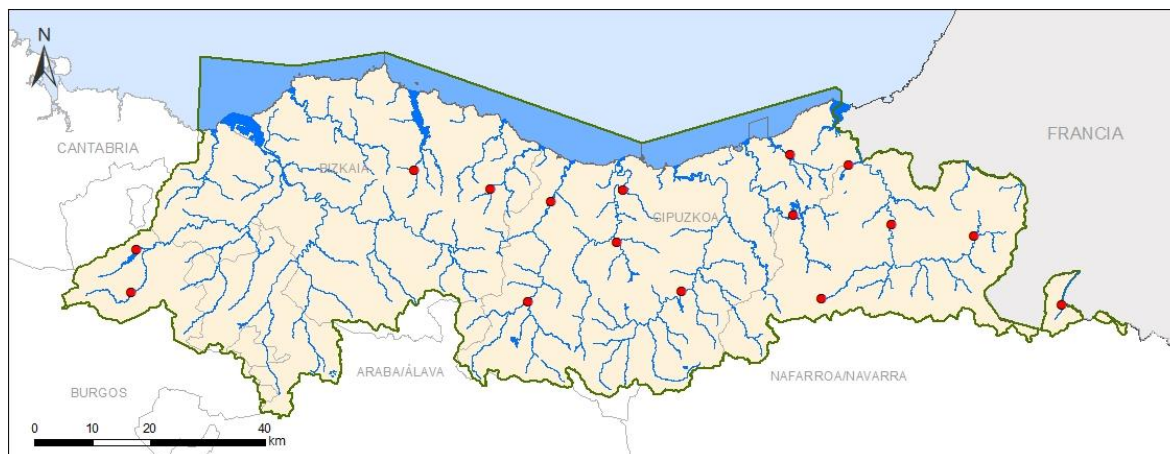 N
CANTABRIA
BIZKAIA
FRANCIA
GIPUZKOA
ARABA/ÁLAVA
NAFARROA/NAVARRA
BURGOS
0 10 20 40
km